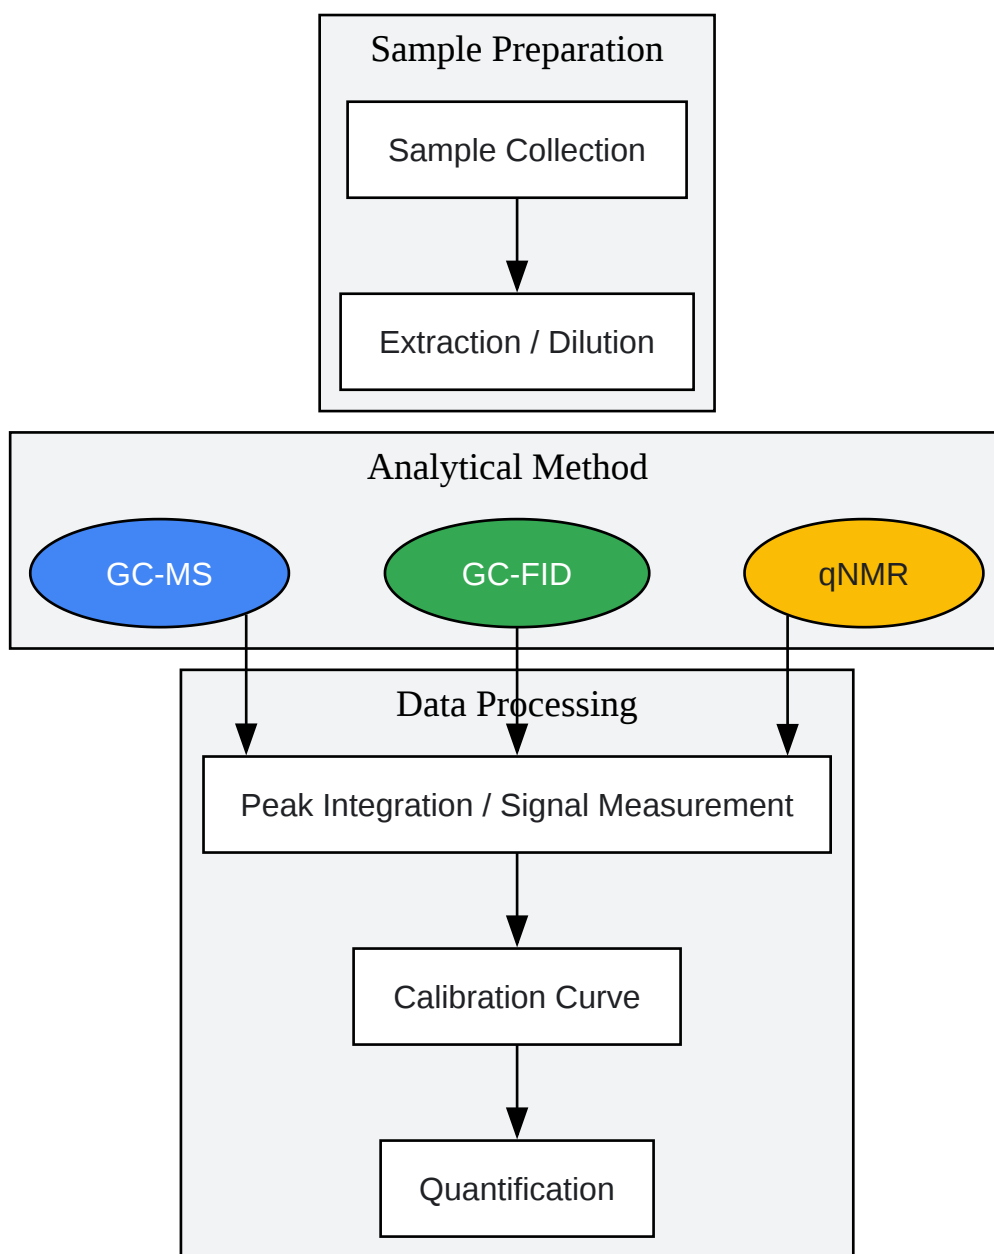 Sample Preparation
Sample Collection
Extraction / Dilution
Analytical Method
GC-MS
GC-FID
qNMR
Data Processing
Peak Integration / Signal Measurement
Calibration Curve
Quantification